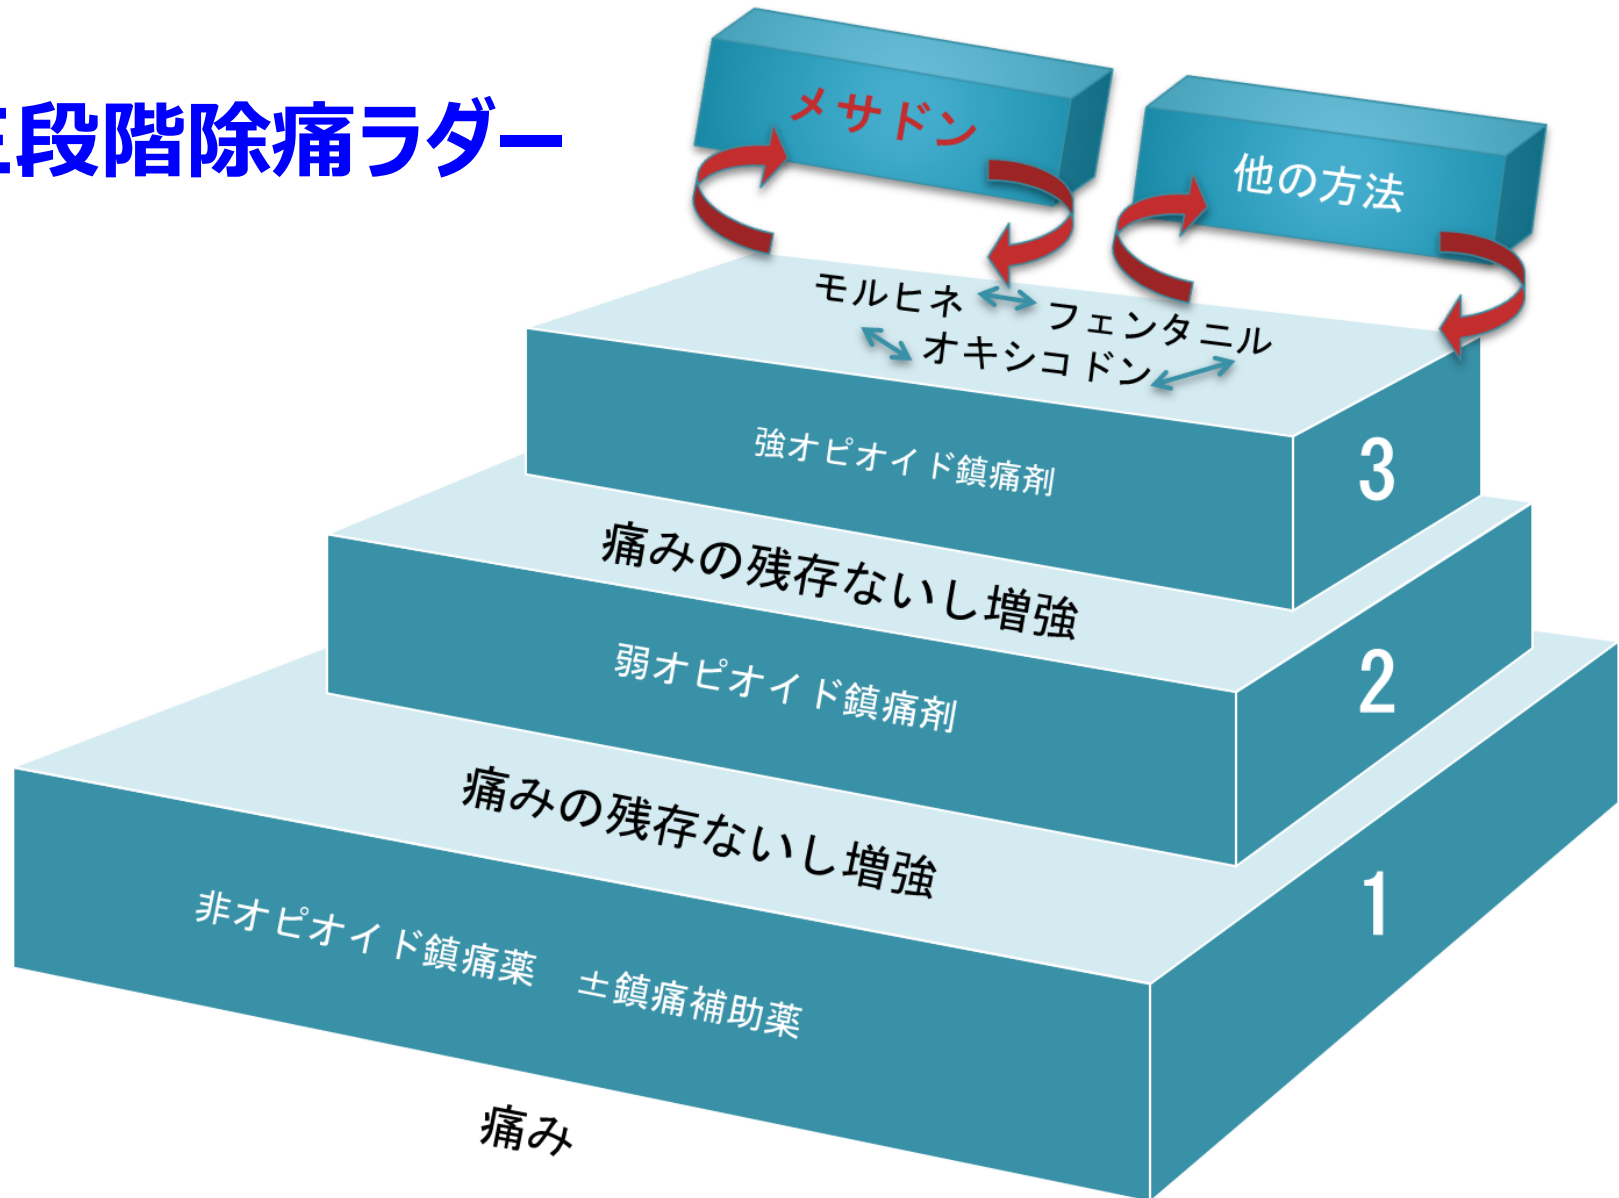 三段階除痛ラダー
メサドン
他の方法
モルヒネ
フェンタニル
オキシコドン
強オピオイド鎮痛剤
3
痛みの残存ないし増強
弱オピオイド鎮痛剤
2
痛みの残存ないし増強
1
非オピオイド鎮痛薬　±鎮痛補助薬
痛み